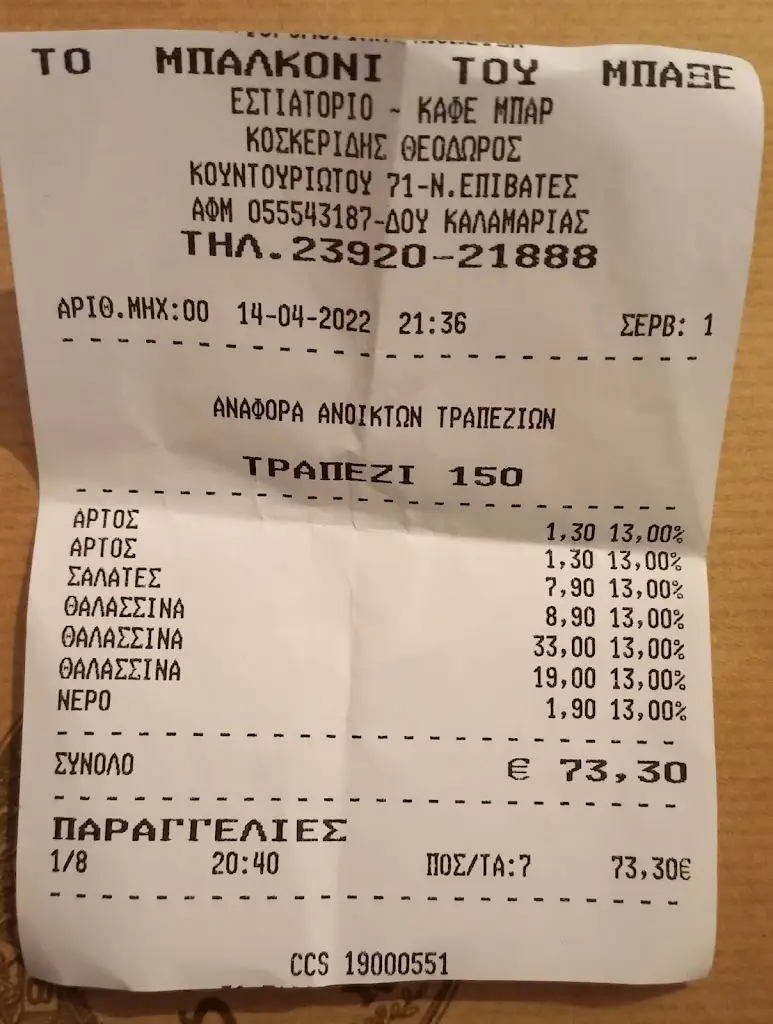 ΤΟ ΜΠΑΛΚΟΝΙ ΤΟΥ ΜΠΑΞΕ
ΕΣΤΙΑΤΟΡΙΟ - ΚΑΦΕ ΜΠΑΡ
ΚΟΣΚΕΡΙΔΗΣ ΘΕΟΔΩΡΟΣ
ΚΟΥΝΤΟΥΡΙΩΤΟΥ 71-Ν.ΕΠΙΒΑΤΕΣ
ΑΦΜ 055543187-ΔΟΥ ΚΑΛΑΜΑΡΙΑΣ
ΤΗΛ.23920-21888
ΑΡΙΘ.ΜΗΧ:00 14-04-2022 21:36 ΣΕΡΒ: 1
ΑΝΑΦΟΡΑ ΑΝΟΙΚΤΩΝ ΤΡΑΠΕΖΙΩΝ
ΤΡΑΠΕΖΙ 150
ΑΡΤΟΣ 1,30 13,00%
ΑΡΤΟΣ 1,30 13,00%
ΣΑΛΑΤΕΣ 7,90 13,00%
ΘΑΛΑΣΣΙΝΑ 8,90 13,00%
ΘΑΛΑΣΣΙΝΑ 33,00 13,00%
ΘΑΛΑΣΣΙΝΑ 19,00 13,00%
ΝΕΡΟ 1,90 13,00%
ΣΥΝΟΛΟ € 73,30
ΠΑΡΑΓΓΕΛΙΕΣ
1/8 20:40 ΠΟΣ/ΤΑ:7 73,30€
CCS 19000551